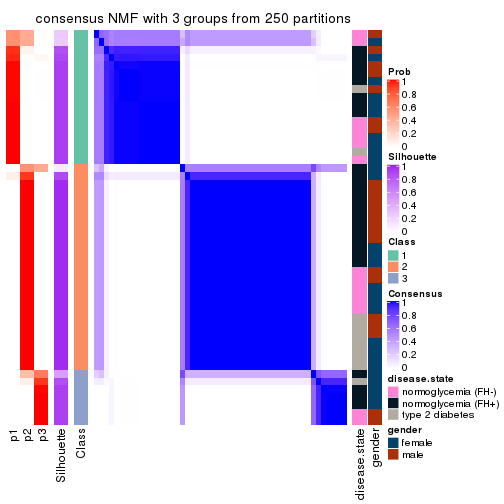 consensus NMF with 3 groups from 250 partitions
Prob
1
0.8
0.6
0.4
0.2
0
Silhouette
1
0.8
0.6
0.4
0.2
0
Class
1
2
3
Consensus
1
0.8
0.6
0.4
0.2
0
disease.state
normoglycemia (FH-)
normoglycemia (FH+)
type 2 diabetes
gender
female
male
p1
p2
p3
Silhouette
Class
disease.state
gender